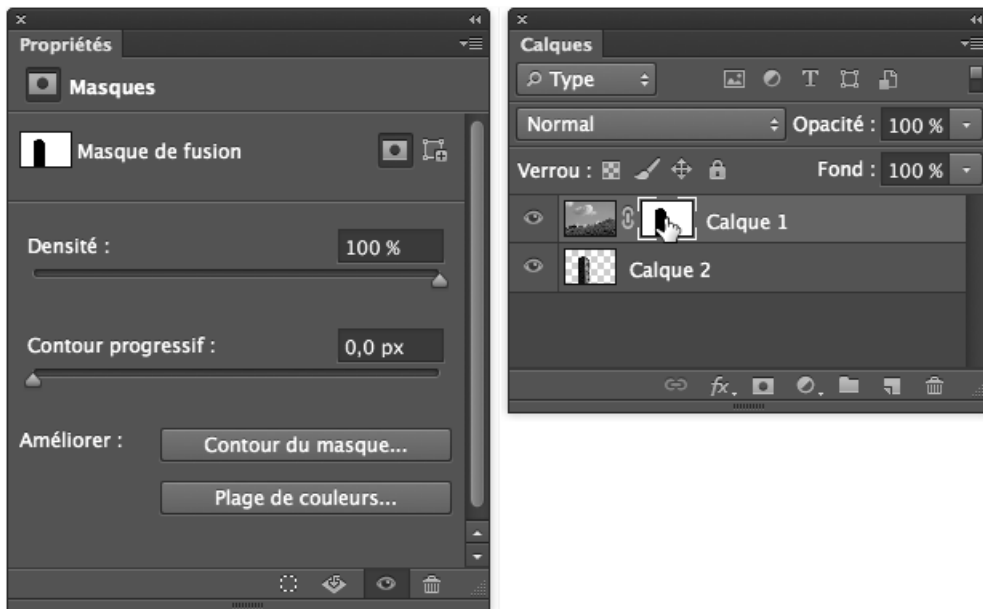 Propriétés
Masques
Masque de fusion
Densité : 100 %
Contour progressif : 0,0 px
Améliorer : Contour du masque...
Plage de couleurs...
Calques
Type
Normal Opacité : 100 %
Verrou : Fond : 100 %
Calque 1
Calque 2
fx